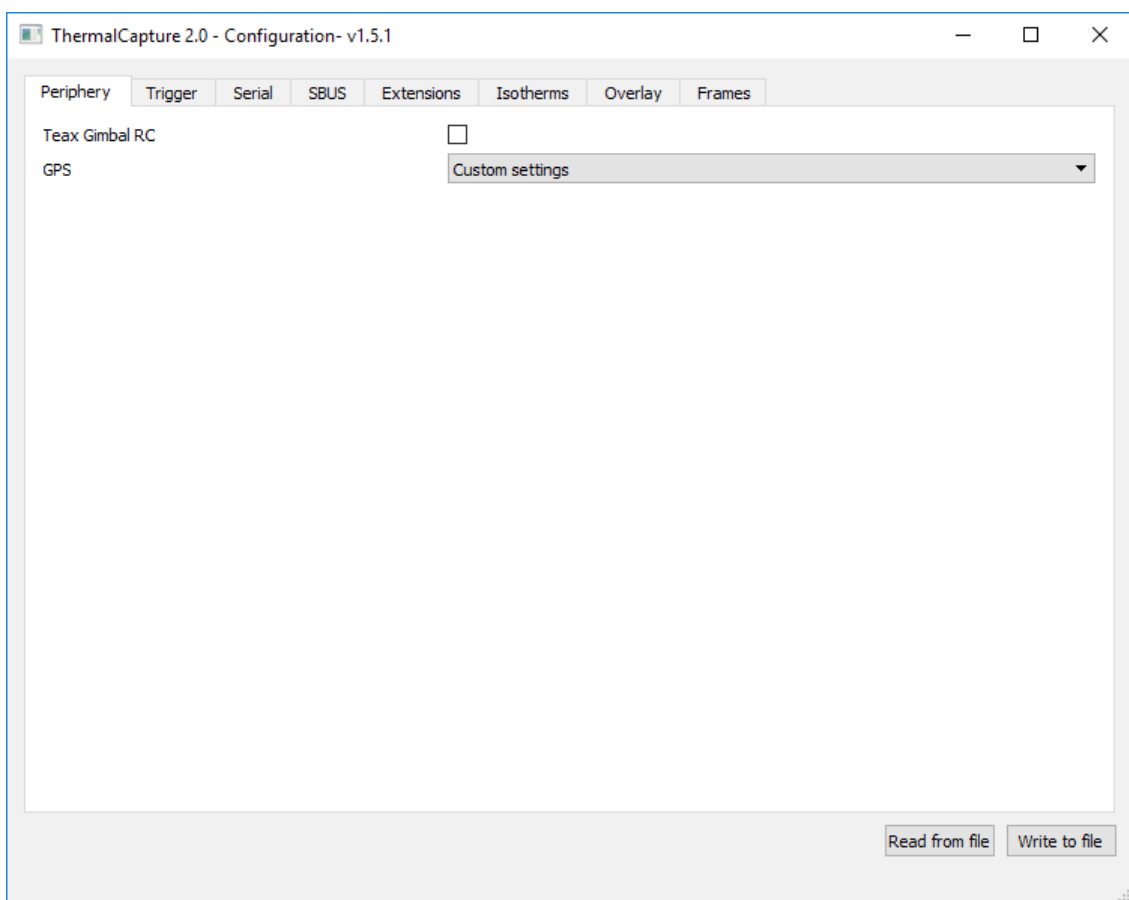 ThermalCapture 2.0 - Configuration- v1.5.1
Periphery Trigger Serial SBUS Extensions Isotherms Overlay Frames
Teax Gimbal RC
GPS Custom settings
Read from file Write to file